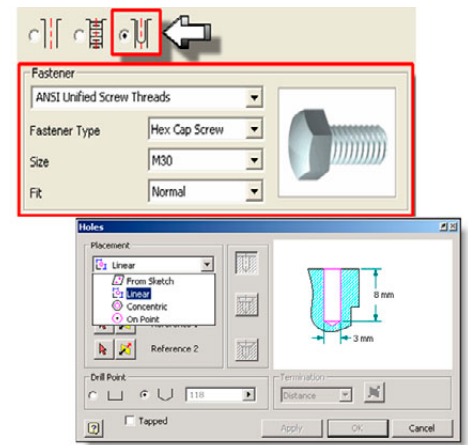 Fastener
ANSI Unified Screw Threads
Fastener Type Hex Cap Screw
Size M30
Fit Normal
Holes
Placement
Linear
From Sketch
Linear
Concentric
On Point
Reference 2
8 mm
3 mm
Drill Point
118
Termination
Distance
Tapped
Apply OK Cancel